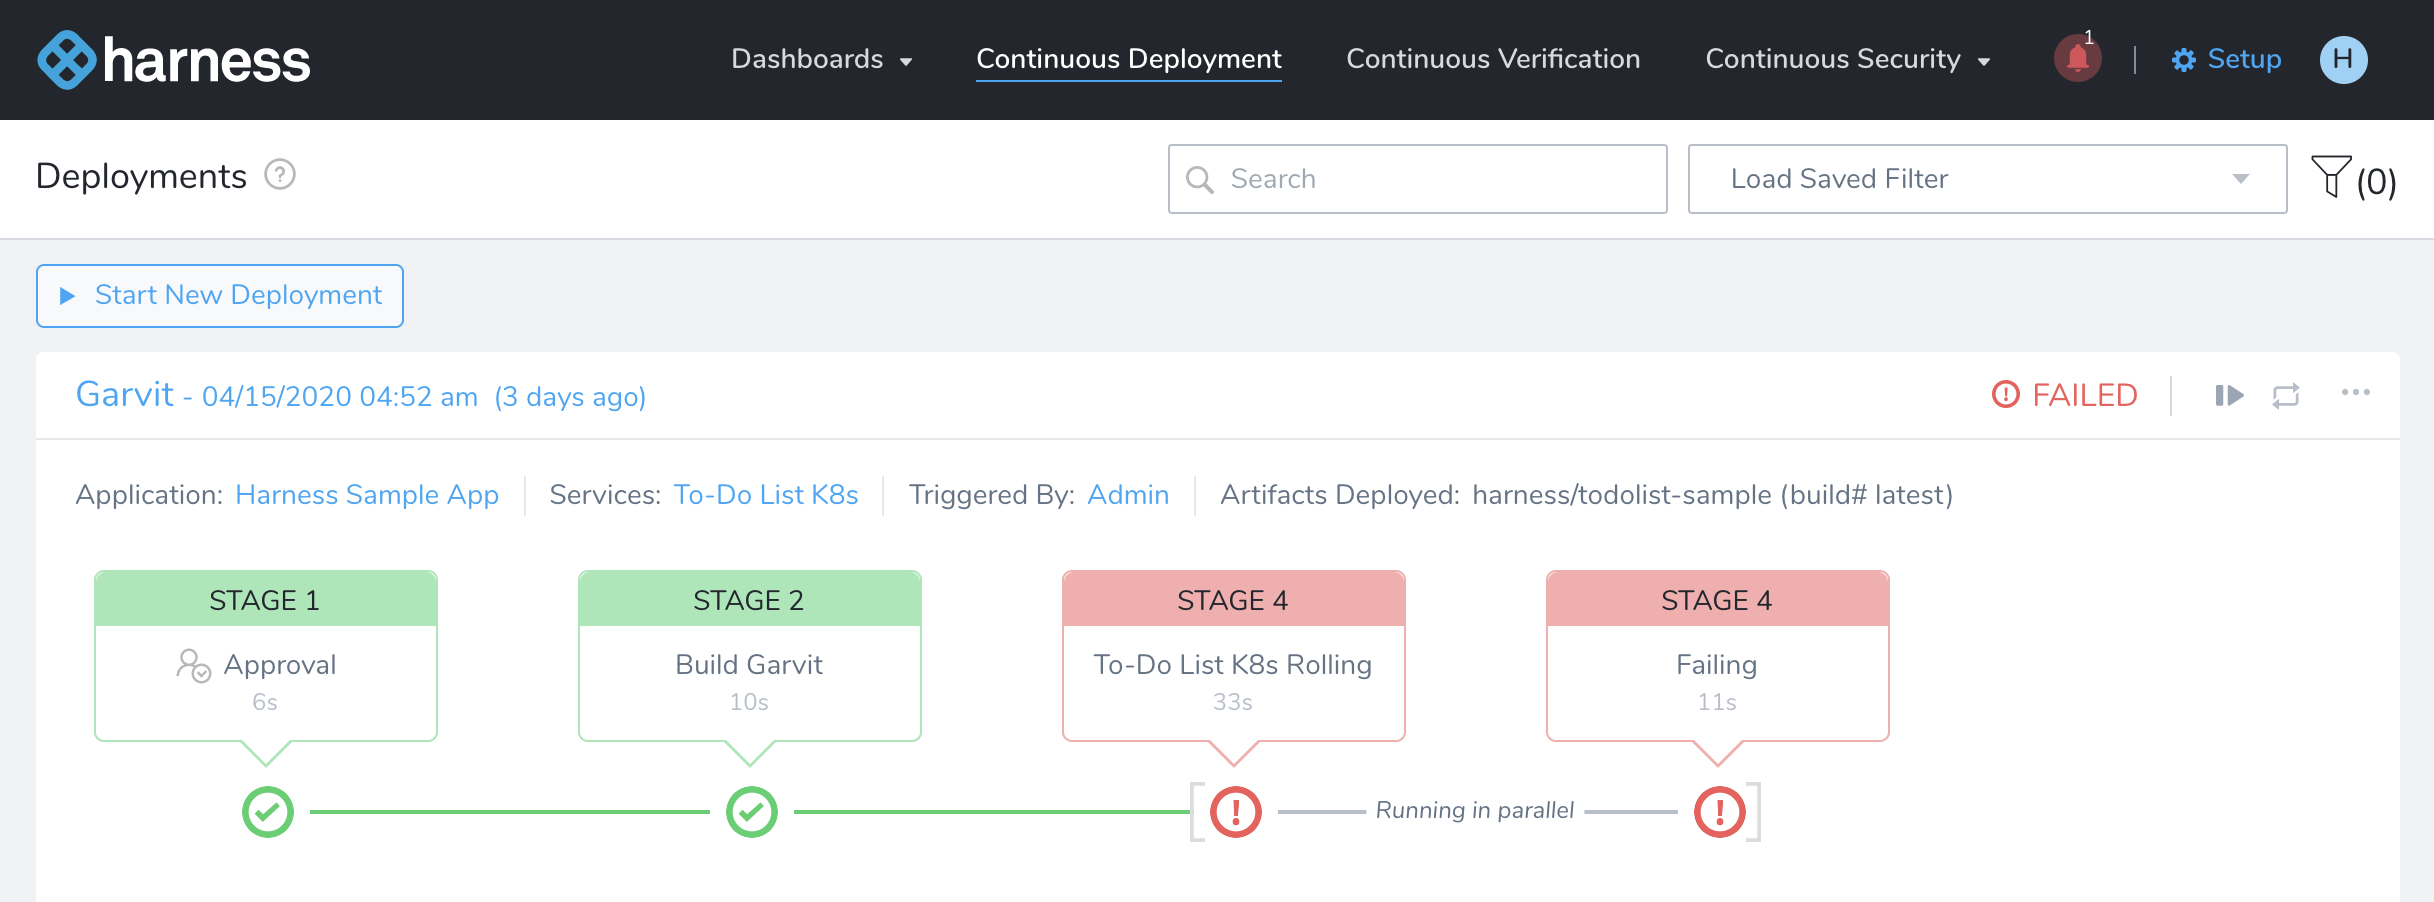 harness
Dashboards Continuous Deployment Continuous Verification Continuous Security 1 Setup H
Deployments ? Search Load Saved Filter (0)
Start New Deployment
Garvit - 04/15/2020 04:52 am (3 days ago) FAILED
Application: Harness Sample App Services: To-Do List K8s Triggered By: Admin Artifacts Deployed: harness/todolist-sample (build# latest)
STAGE 1 STAGE 2 STAGE 4 STAGE 4
Approval Build Garvit To-Do List K8s Rolling Failing
6s 10s 33s 11s
Running in parallel